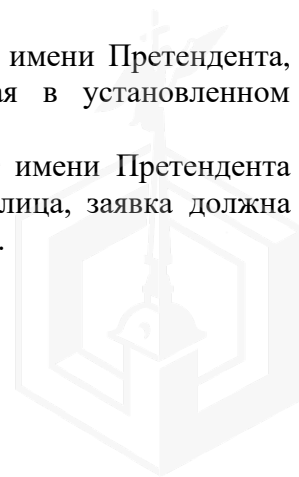 имени Претендента,
ая в установленном
имени Претендента
лица, заявка должна
.